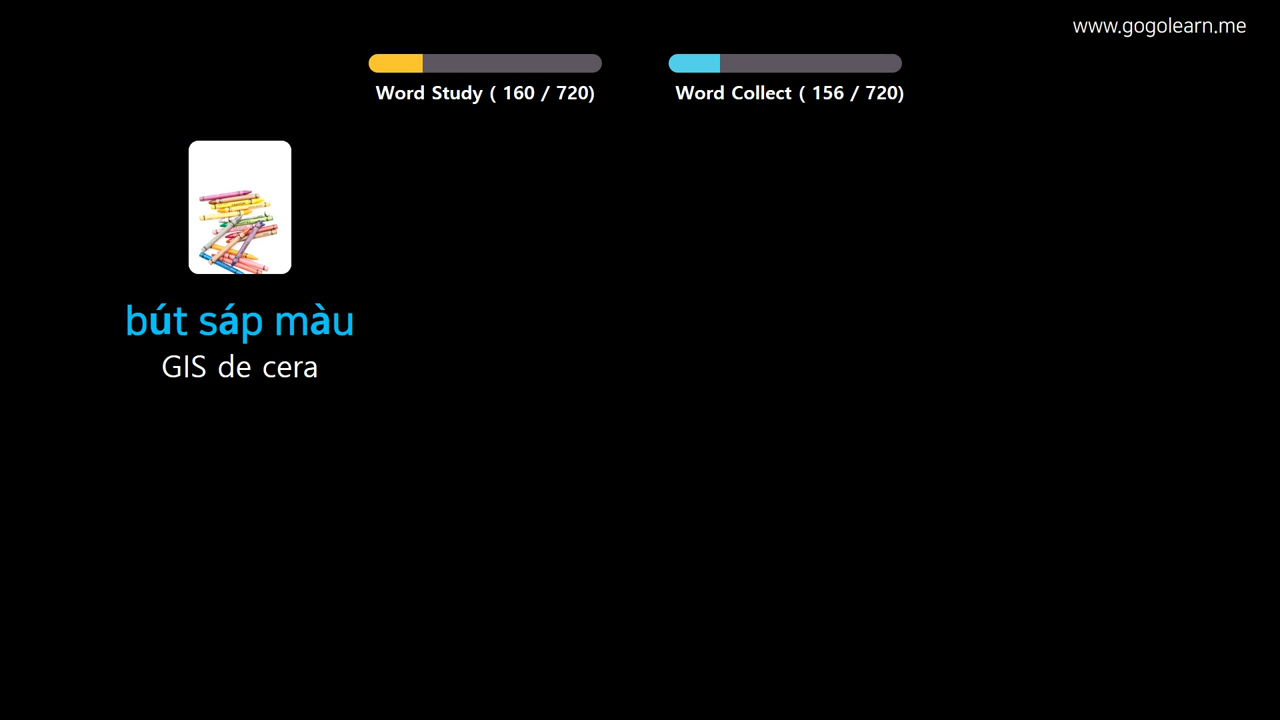 www.gogolearn.me
Word Study ( 160 / 720)
Word Collect ( 156 / 720)
bút sáp màu
GIS de cera